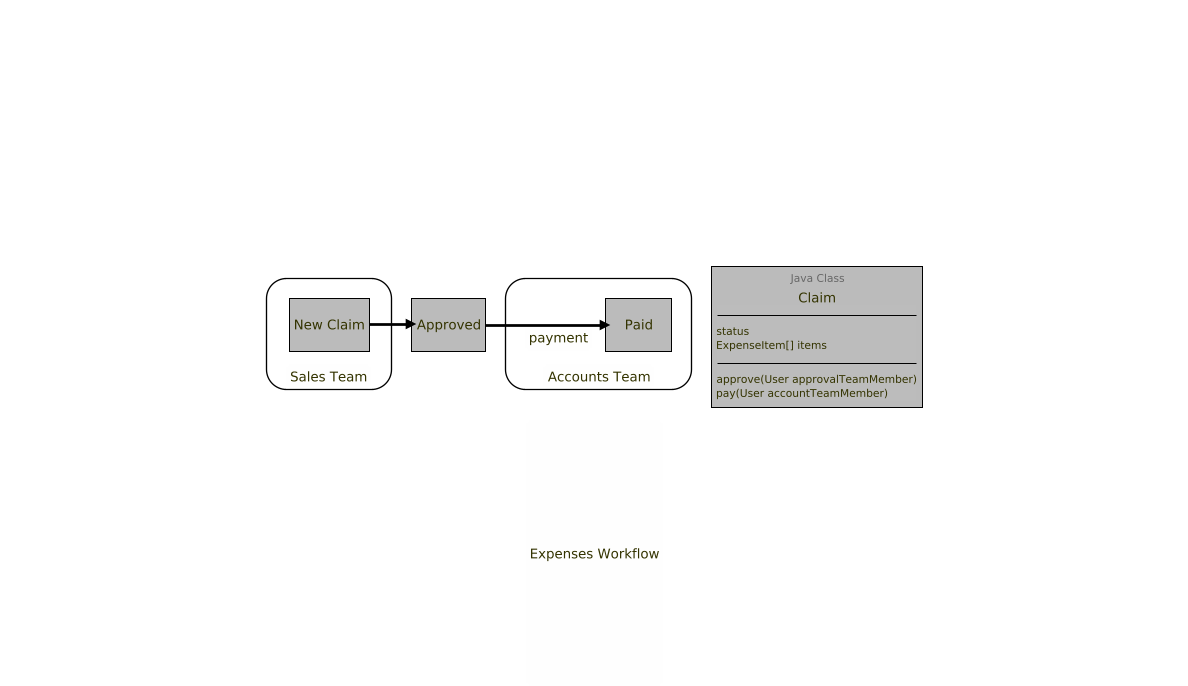 New Claim
Sales Team
Approved
payment
Paid
Accounts Team
Java Class
Claim
status
ExpenseItem[] items
approve(User approvalTeamMember)
pay(User accountTeamMember)
Expenses Workflow